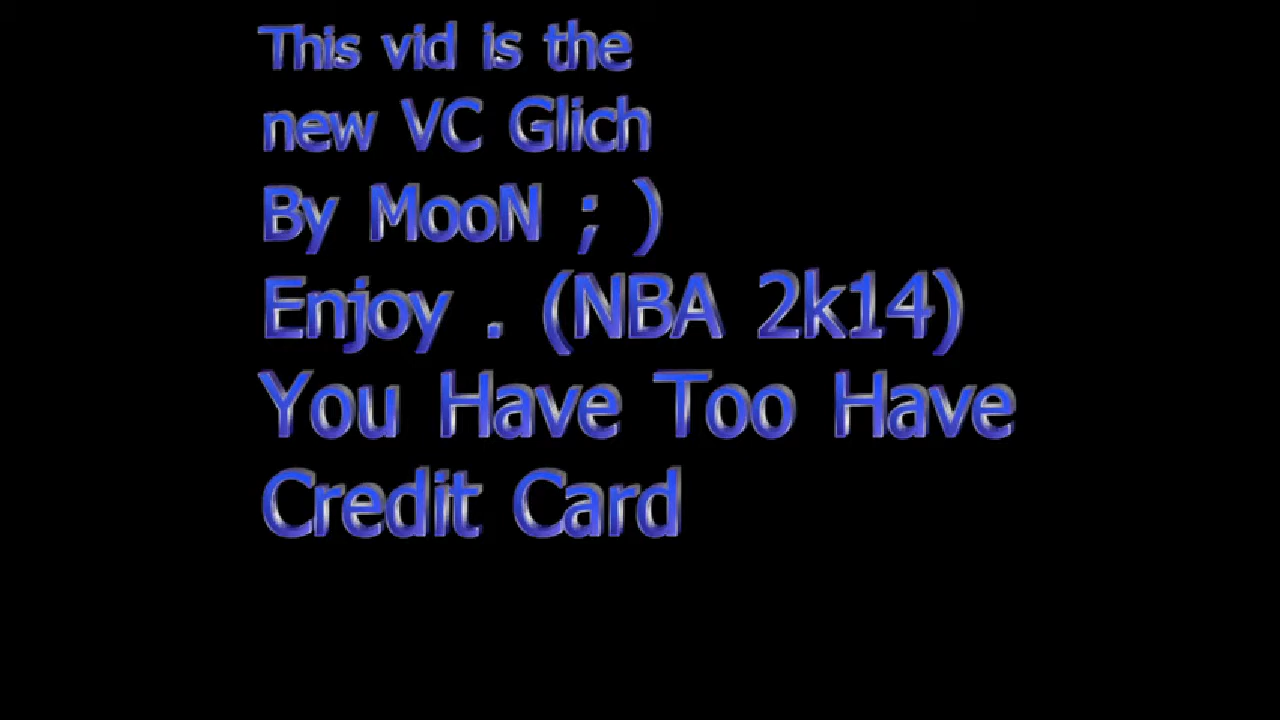 This vid is the
new VC Glich
By MooN ; )
Enjoy . (NBA 2k14)
You Have Too Have
Credit Card